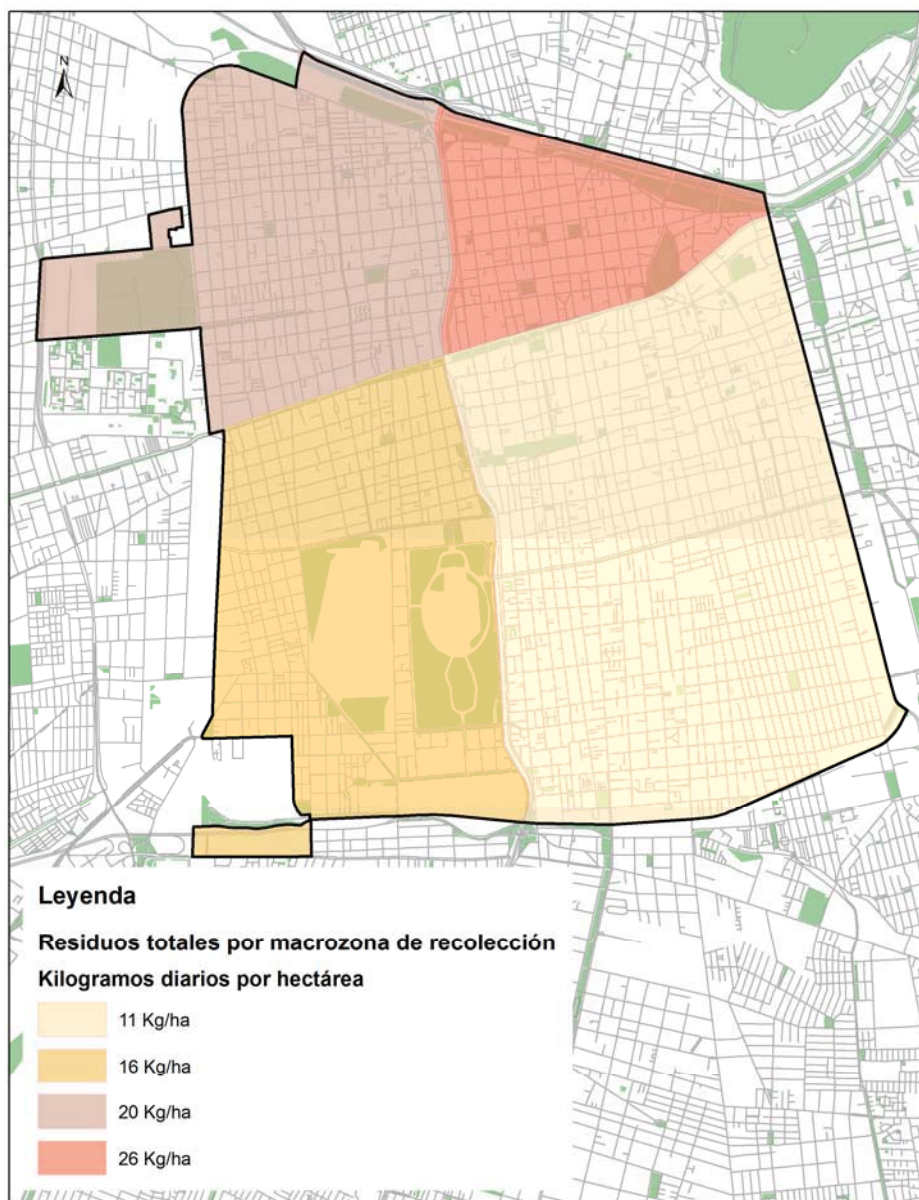 N
Leyenda
Residuos totales por macrozona de recolección
Kilogramos diarios por hectárea
11 Kg/ha
16 Kg/ha
20 Kg/ha
26 Kg/ha